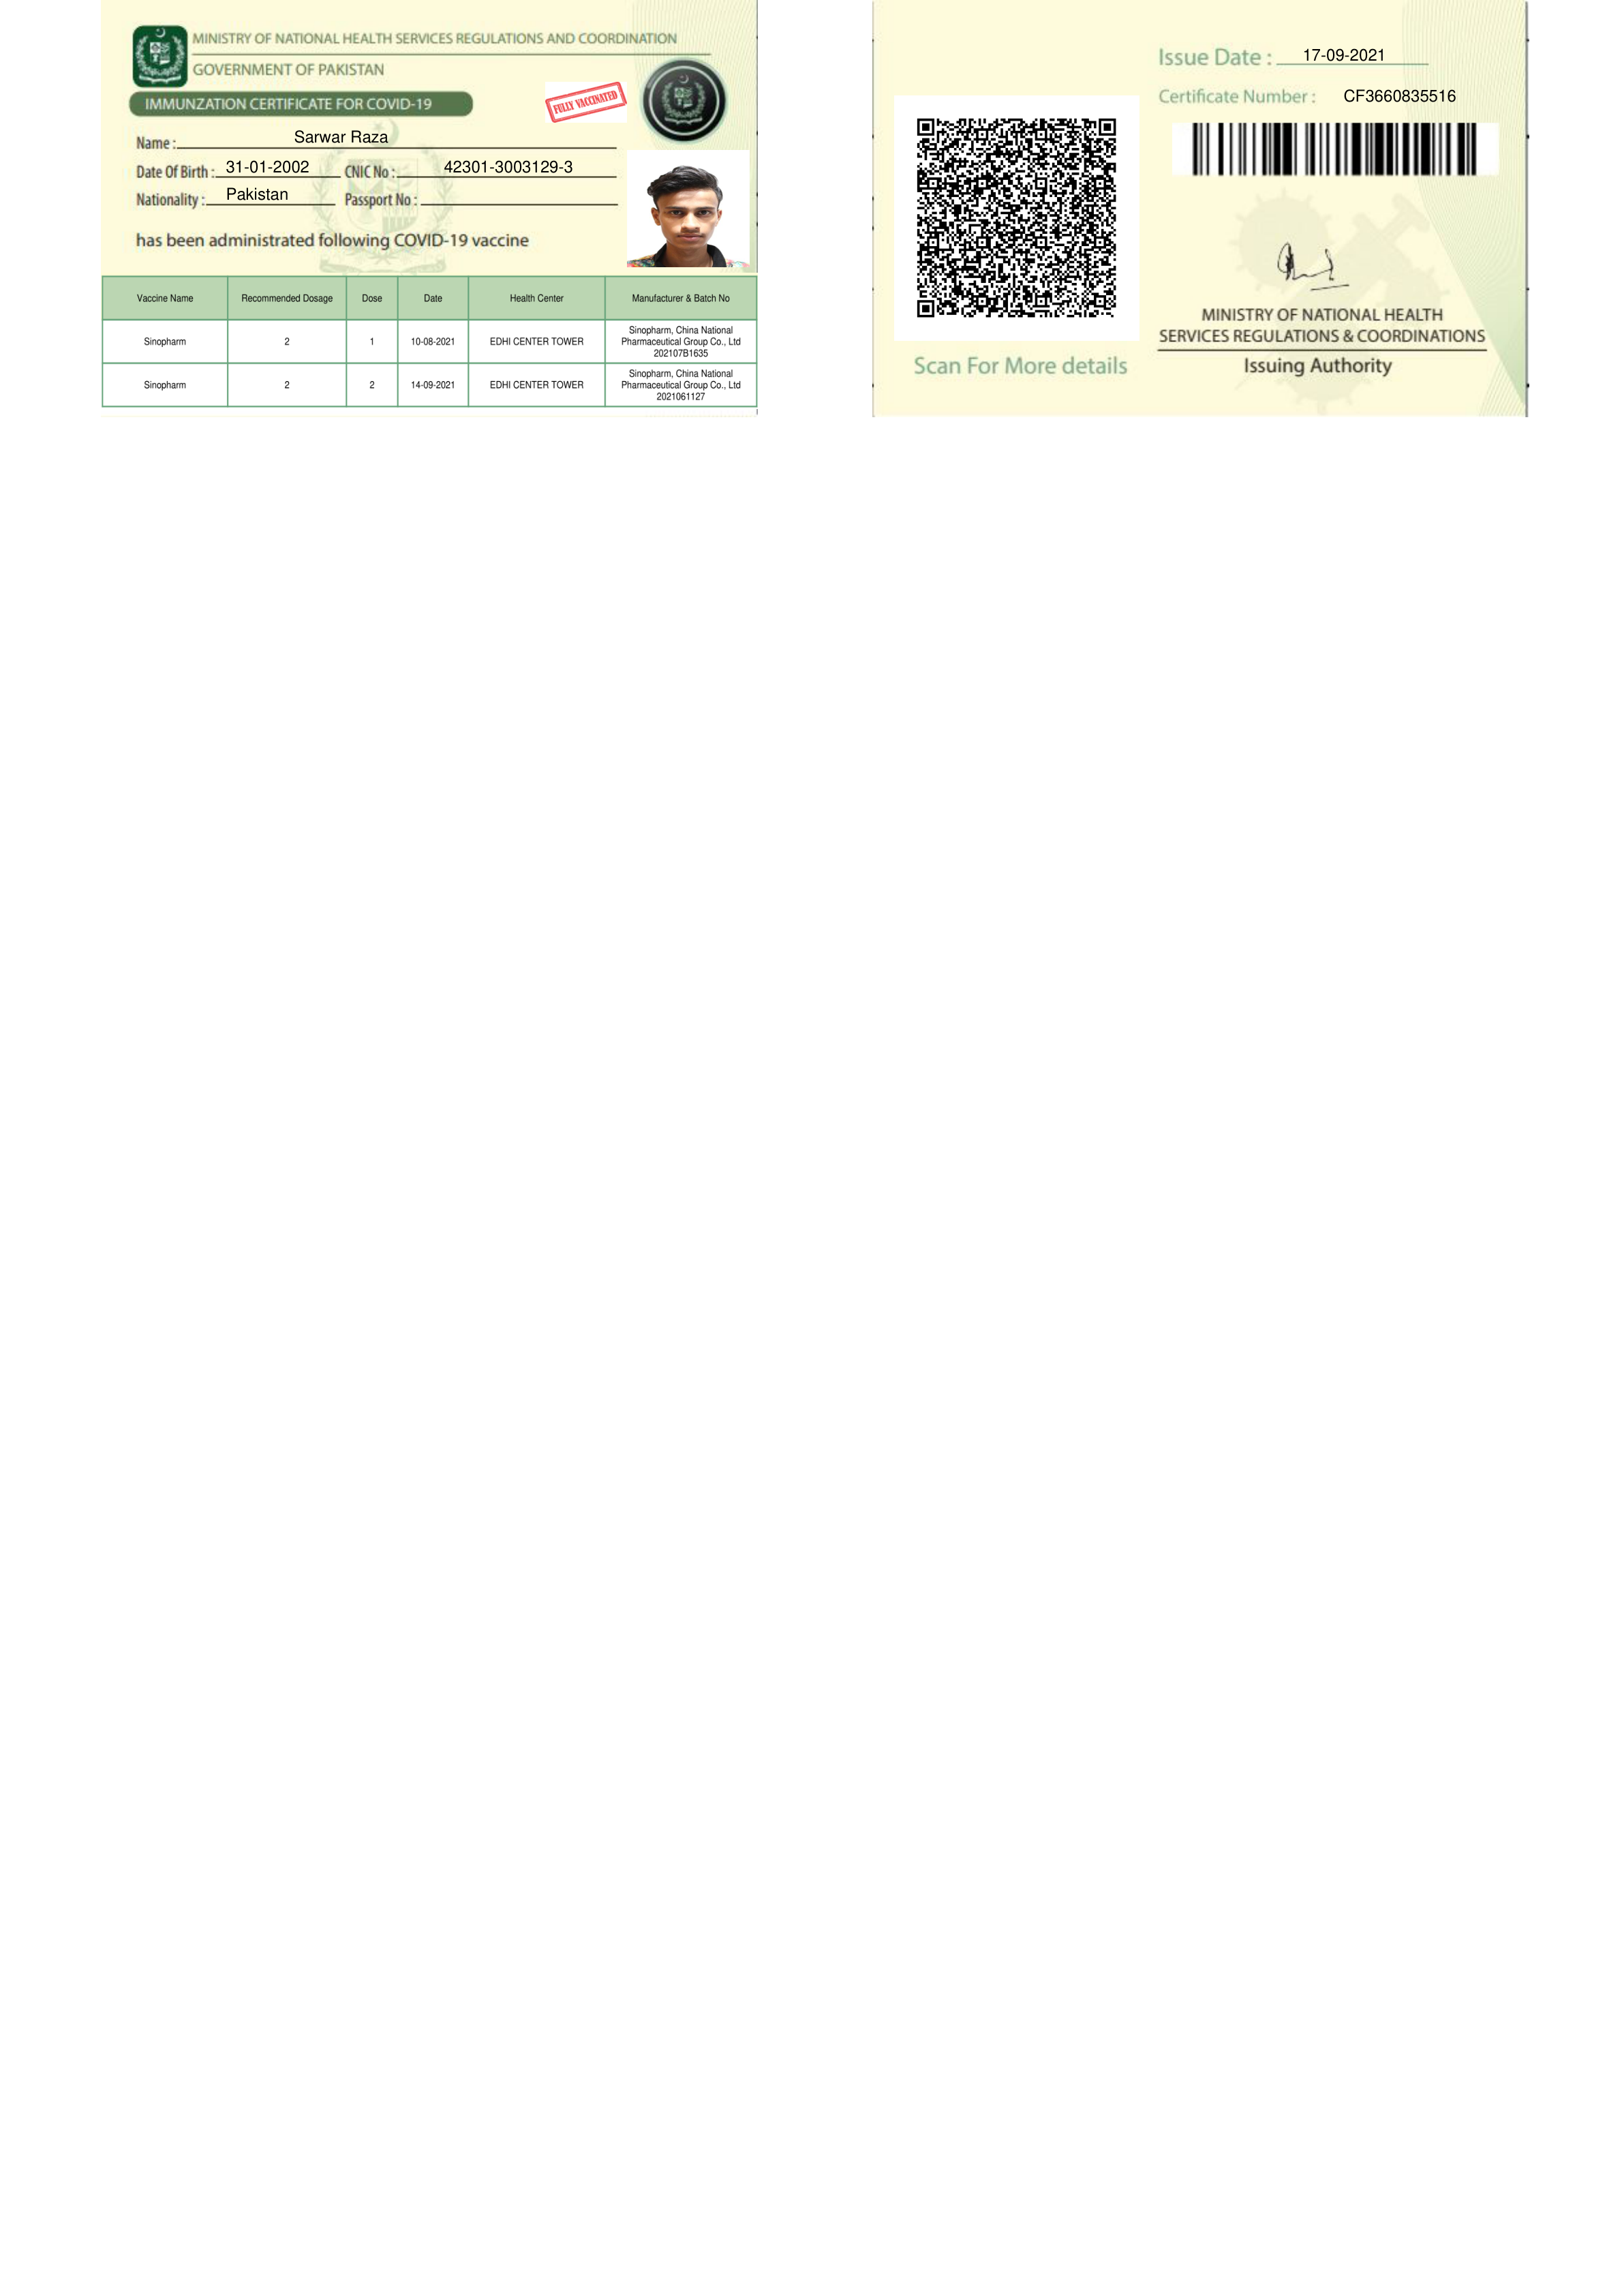 MINISTRY OF NATIONAL HEALTH SERVICES REGULATIONS AND COORDINATION
GOVERNMENT OF PAKISTAN
IMMUNZATION CERTIFICATE FOR COVID-19
FULLY VACCINATED
Name : Sarwar Raza
Date Of Birth : 31-01-2002 CNIC No : 42301-3003129-3
Nationality : Pakistan Passport No :
has been administrated following COVID-19 vaccine
Vaccine Name Recommended Dosage Dose Date Health Center Manufacturer & Batch No
Sinopharm 2 1 10-08-2021 EDHI CENTER TOWER Sinopharm, China National
Pharmaceutical Group Co., Ltd
202107B1635
Sinopharm 2 2 14-09-2021 EDHI CENTER TOWER Sinopharm, China National
Pharmaceutical Group Co., Ltd
2021061127
Issue Date : 17-09-2021
Certificate Number : CF3660835516
Scan For More details
MINISTRY OF NATIONAL HEALTH
SERVICES REGULATIONS & COORDINATIONS
Issuing Authority